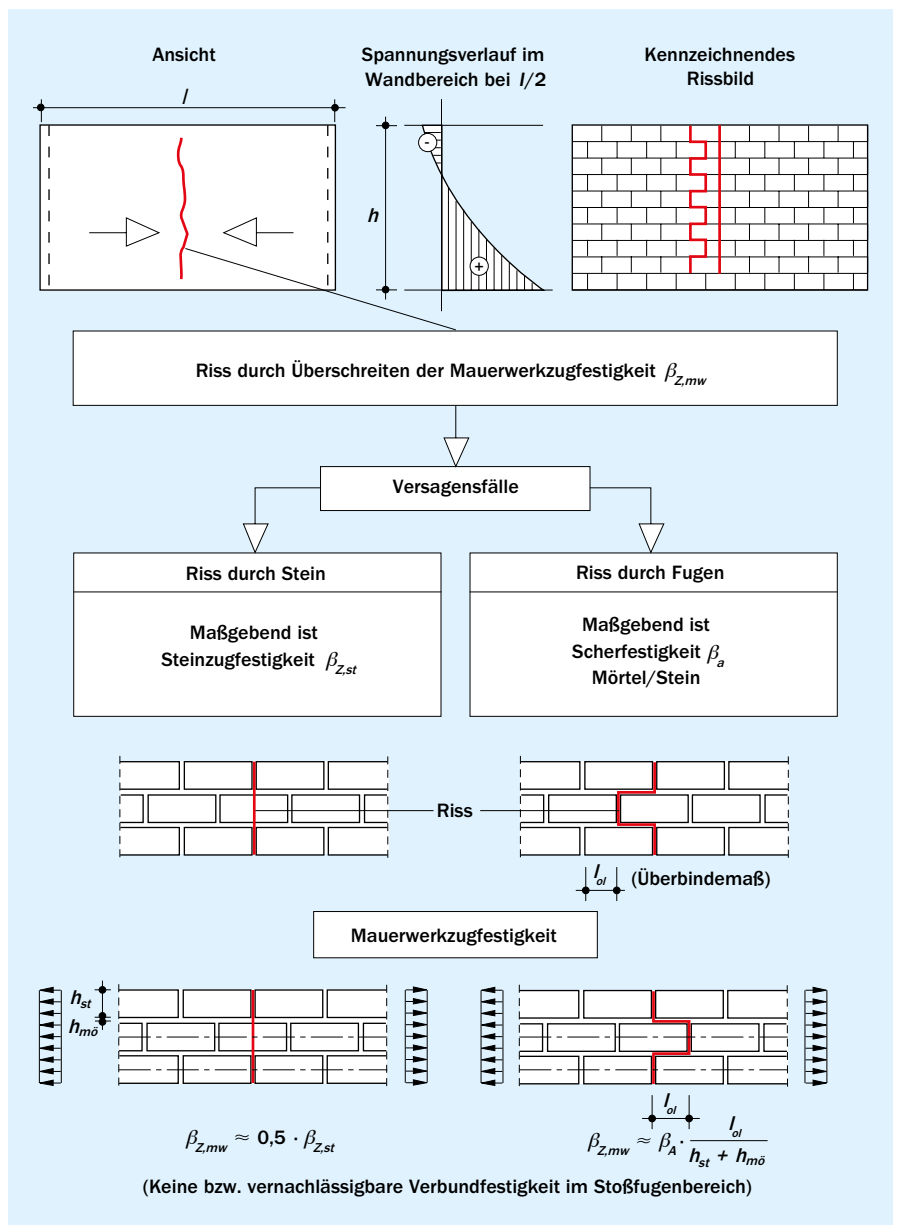 Ansicht
Spannungsverlauf im
Wandbereich bei l/2
Kennzeichnendes
Rissbild
l
h
-
+
Riss durch Überschreiten der Mauerwerkzugfestigkeit β_Z,mw
Versagensfälle
Riss durch Stein
Maßgebend ist
Steinzugfestigkeit β_Z,st
Riss durch Fugen
Maßgebend ist
Scherfestigkeit β_a
Mörtel/Stein
Riss
l_ol (Überbindemaß)
Mauerwerkzugfestigkeit
h_st
h_mö
l_ol
β_Z,mw ≈ 0,5 · β_Z,st
β_Z,mw ≈ β_A · l_ol / (h_st + h_mö)
(Keine bzw. vernachlässigbare Verbundfestigkeit im Stoßfugenbereich)